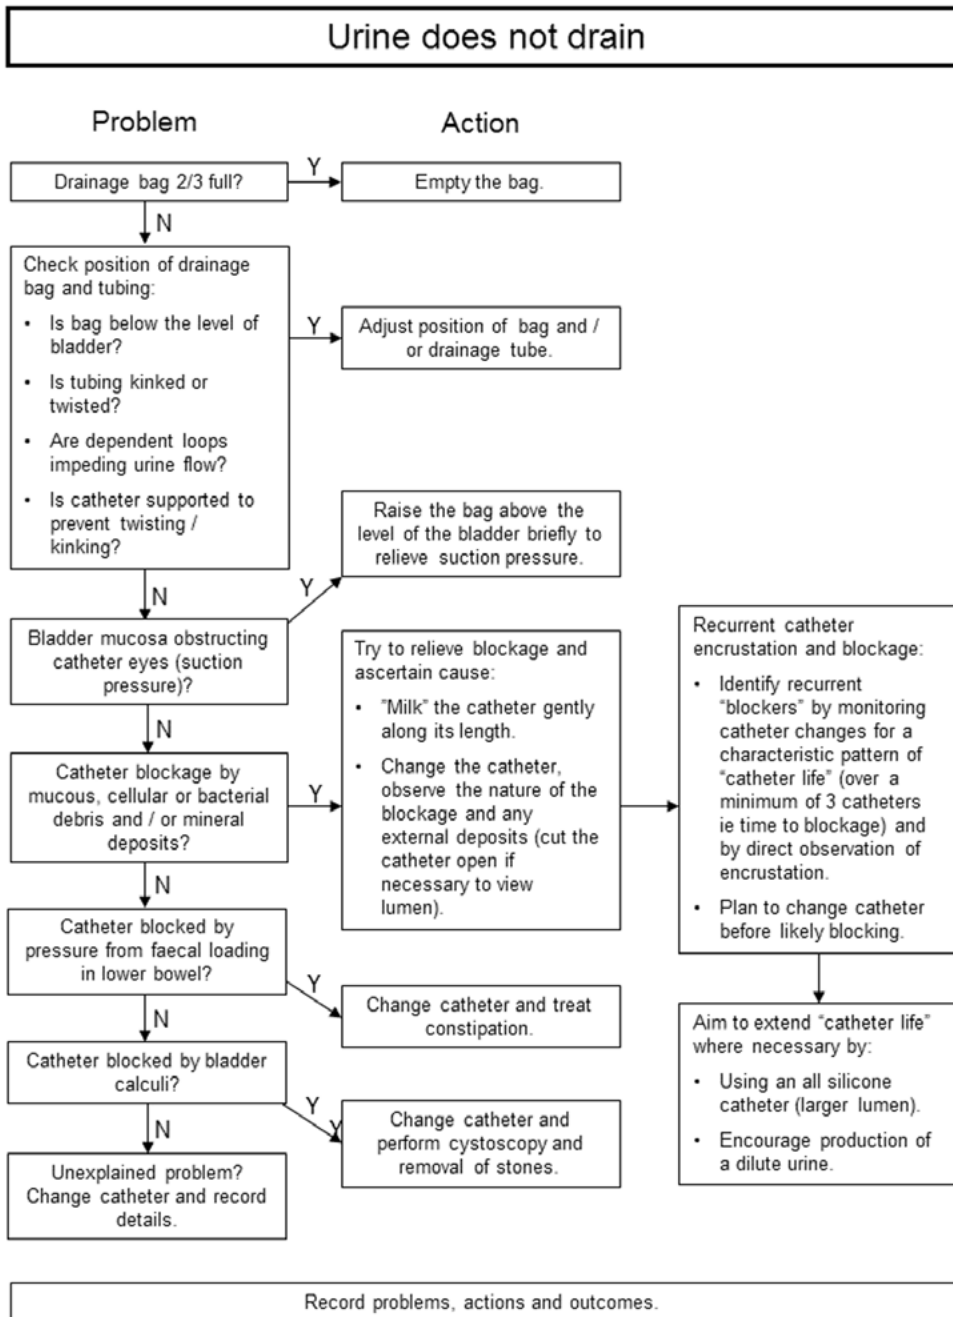 Urine does not drain
Problem
Action
Drainage bag 2/3 full?
Y
Empty the bag.
N
Check position of drainage
bag and tubing:
• Is bag below the level of
bladder?
• Is tubing kinked or
twisted?
• Are dependent loops
impeding urine flow?
• Is catheter supported to
prevent twisting /
kinking?
Y
Adjust position of bag and /
or drainage tube.
N
Bladder mucosa obstructing
catheter eyes (suction
pressure)?
Y
Raise the bag above the
level of the bladder briefly to
relieve suction pressure.
N
Catheter blockage by
mucous, cellular or bacterial
debris and / or mineral
deposits?
Y
Try to relieve blockage and
ascertain cause:
• "Milk" the catheter gently
along its length.
• Change the catheter,
observe the nature of the
blockage and any
external deposits (cut the
catheter open if
necessary to view
lumen).
Recurrent catheter
encrustation and blockage:
• Identify recurrent
"blockers" by monitoring
catheter changes for a
characteristic pattern of
"catheter life" (over a
minimum of 3 catheters
ie time to blockage) and
by direct observation of
encrustation.
• Plan to change catheter
before likely blocking.
Aim to extend "catheter life"
where necessary by:
• Using an all silicone
catheter (larger lumen).
• Encourage production of
a dilute urine.
N
Catheter blocked by
pressure from faecal loading
in lower bowel?
Y
Change catheter and treat
constipation.
N
Catheter blocked by bladder
calculi?
Y
Y
Change catheter and
perform cystoscopy and
removal of stones.
N
Unexplained problem?
Change catheter and record
details.
Record problems, actions and outcomes.